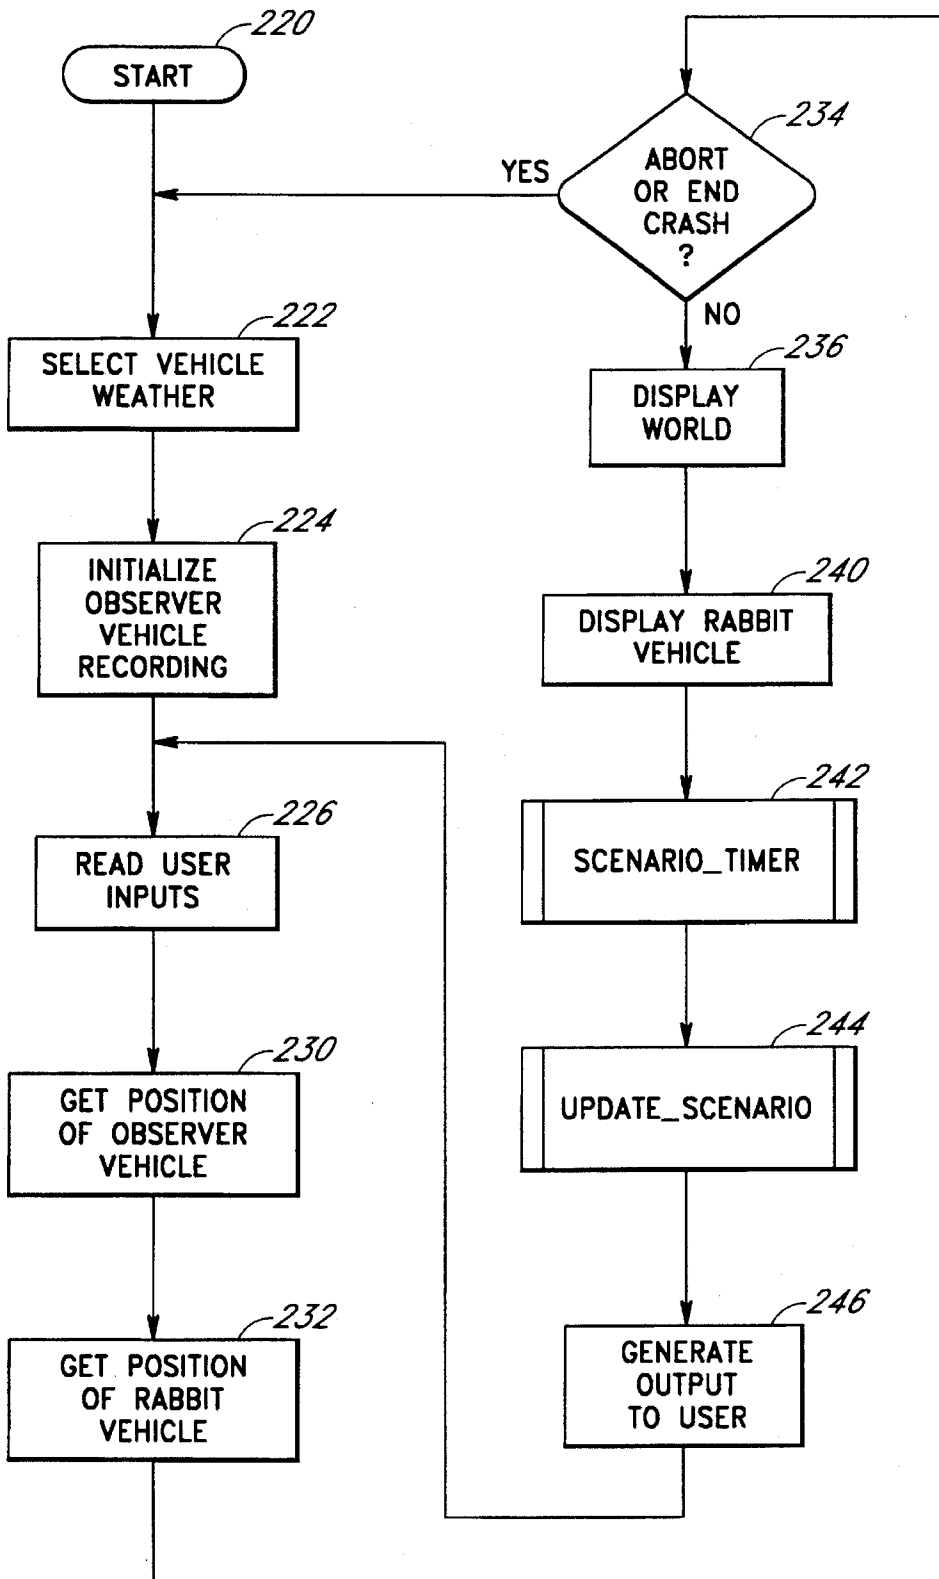 220
START
222
SELECT VEHICLE
WEATHER
224
INITIALIZE
OBSERVER
VEHICLE
RECORDING
226
READ USER
INPUTS
230
GET POSITION
OF OBSERVER
VEHICLE
232
GET POSITION
OF RABBIT
VEHICLE
234
ABORT
OR END
CRASH
?
YES
NO
236
DISPLAY
WORLD
240
DISPLAY RABBIT
VEHICLE
242
SCENARIO_TIMER
244
UPDATE_SCENARIO
246
GENERATE
OUTPUT
TO USER